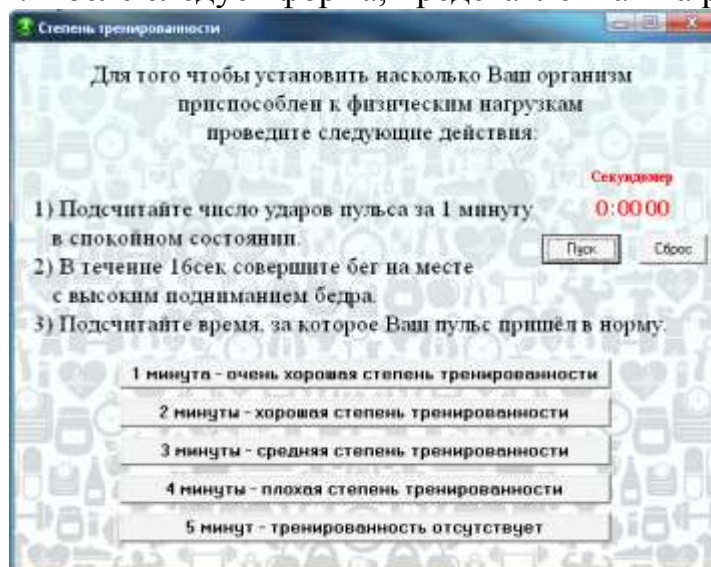 Степень тренированности
Для того чтобы установить насколько Ваш организм
приспособлен к физическим нагрузкам
проведите следующие действия:
Секундомер
1) Подсчитайте число ударов пульса за 1 минуту
0:00 00
в спокойном состоянии.
Пуск
Сброс
2) В течение 16сек совершите бег на месте
с высоким подниманием бедра.
3) Подсчитайте время, за которое Ваш пульс пришёл в норму.
1 минута - очень хорошая степень тренированности
2 минуты - хорошая степень тренированности
3 минуты - средняя степень тренированности
4 минуты - плохая степень тренированности
5 минут - тренированность отсутствует